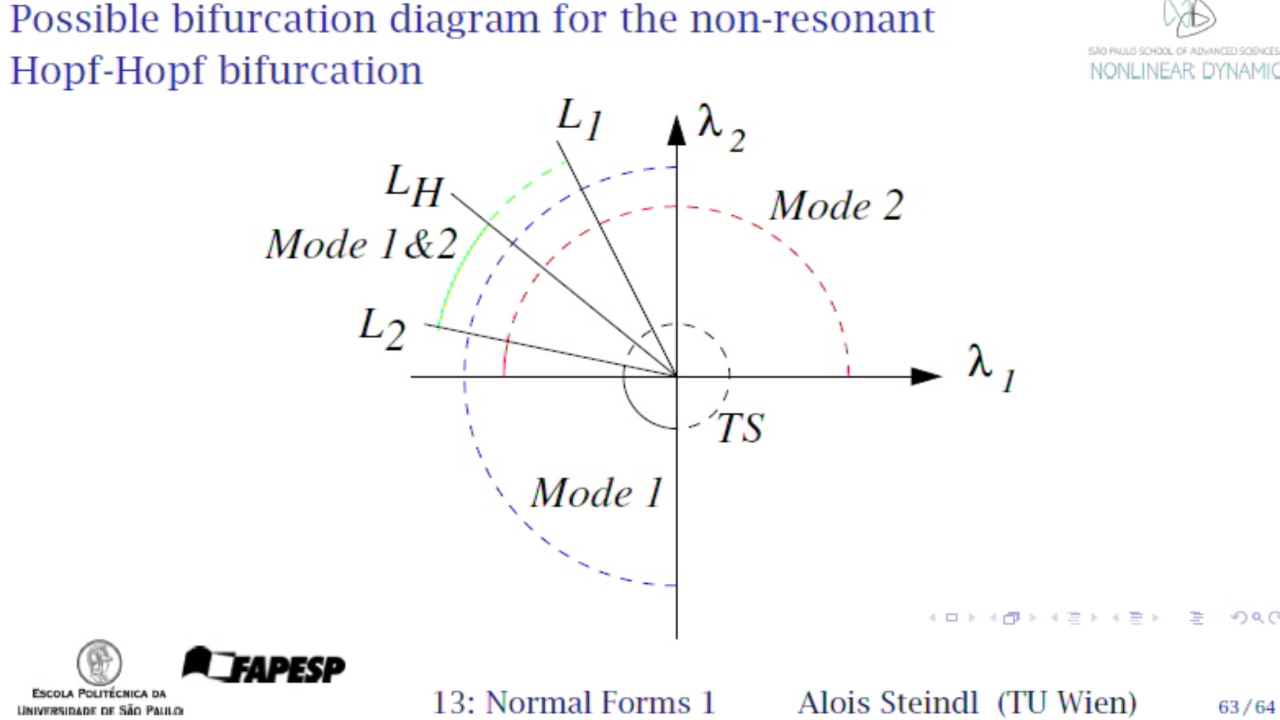 Possible bifurcation diagram for the non-resonant
Hopf-Hopf bifurcation
SÃO PAULO SCHOOL OF ADVANCED SCIENCES
NONLINEAR DYNAMIC
L1
λ2
LH
Mode 2
Mode 1&2
L2
λ1
TS
Mode 1
FAPESP
ESCOLA POLITÉCNICA DA
UNIVERSIDADE DE SÃO PAULO
13: Normal Forms 1
Alois Steindl (TU Wien)
63/64